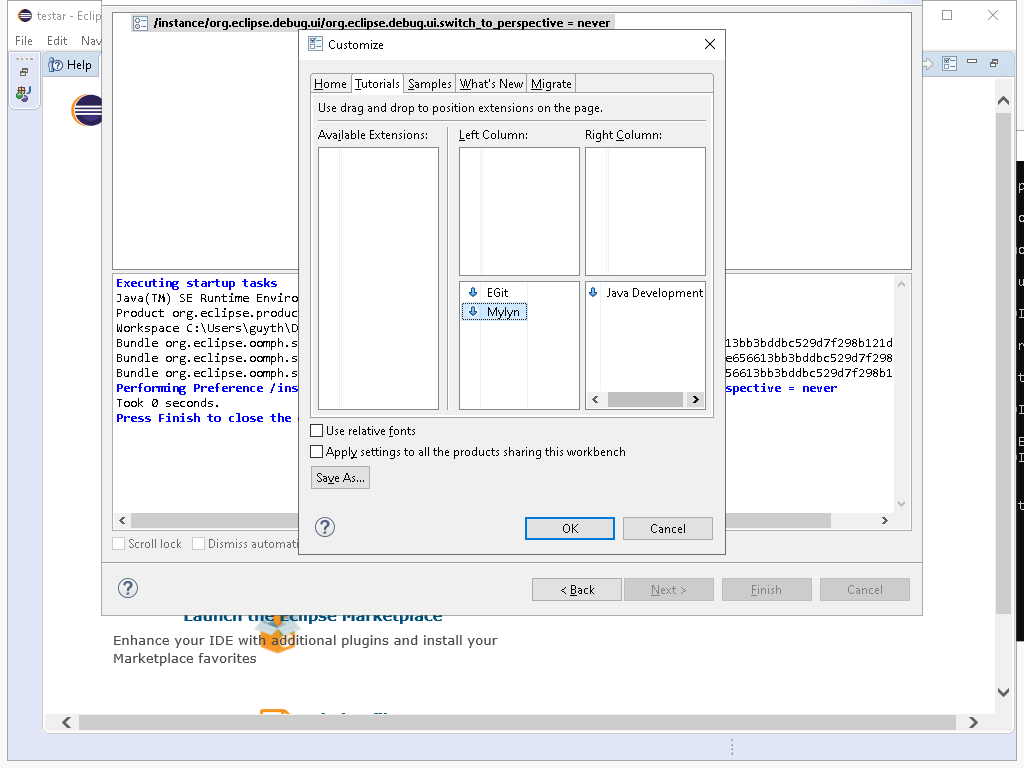 testar - Eclip
/instance/org.eclipse.debug.ui/org.eclipse.debug.ui.switch_to_perspective = never
File Edit Nav
Customize
Help
Home Tutorials Samples What's New Migrate
Use drag and drop to position extensions on the page.
Available Extensions: Left Column: Right Column:
Executing startup tasks
EGit
Java Development
Java(TM) SE Runtime Enviro
Mylyn
Product org.eclipse.produc
Workspace C:\Users\guyth\D
Bundle org.eclipse.oomph.s 13bb3bddbc529d7f298b121d
Bundle org.eclipse.oomph.s e656613bb3bddbc529d7f298
Bundle org.eclipse.oomph.s 56613bb3bddbc529d7f298b1
Performing Preference /ins spective = never
Took 0 seconds.
Press Finish to close the
Use relative fonts
Apply settings to all the products sharing this workbench
Save As...
OK Cancel
Scroll lock Dismiss automati
< Back Next > Finish Cancel
Launch the Eclipse Marketplace
Enhance your IDE with additional plugins and install your
Marketplace favorites